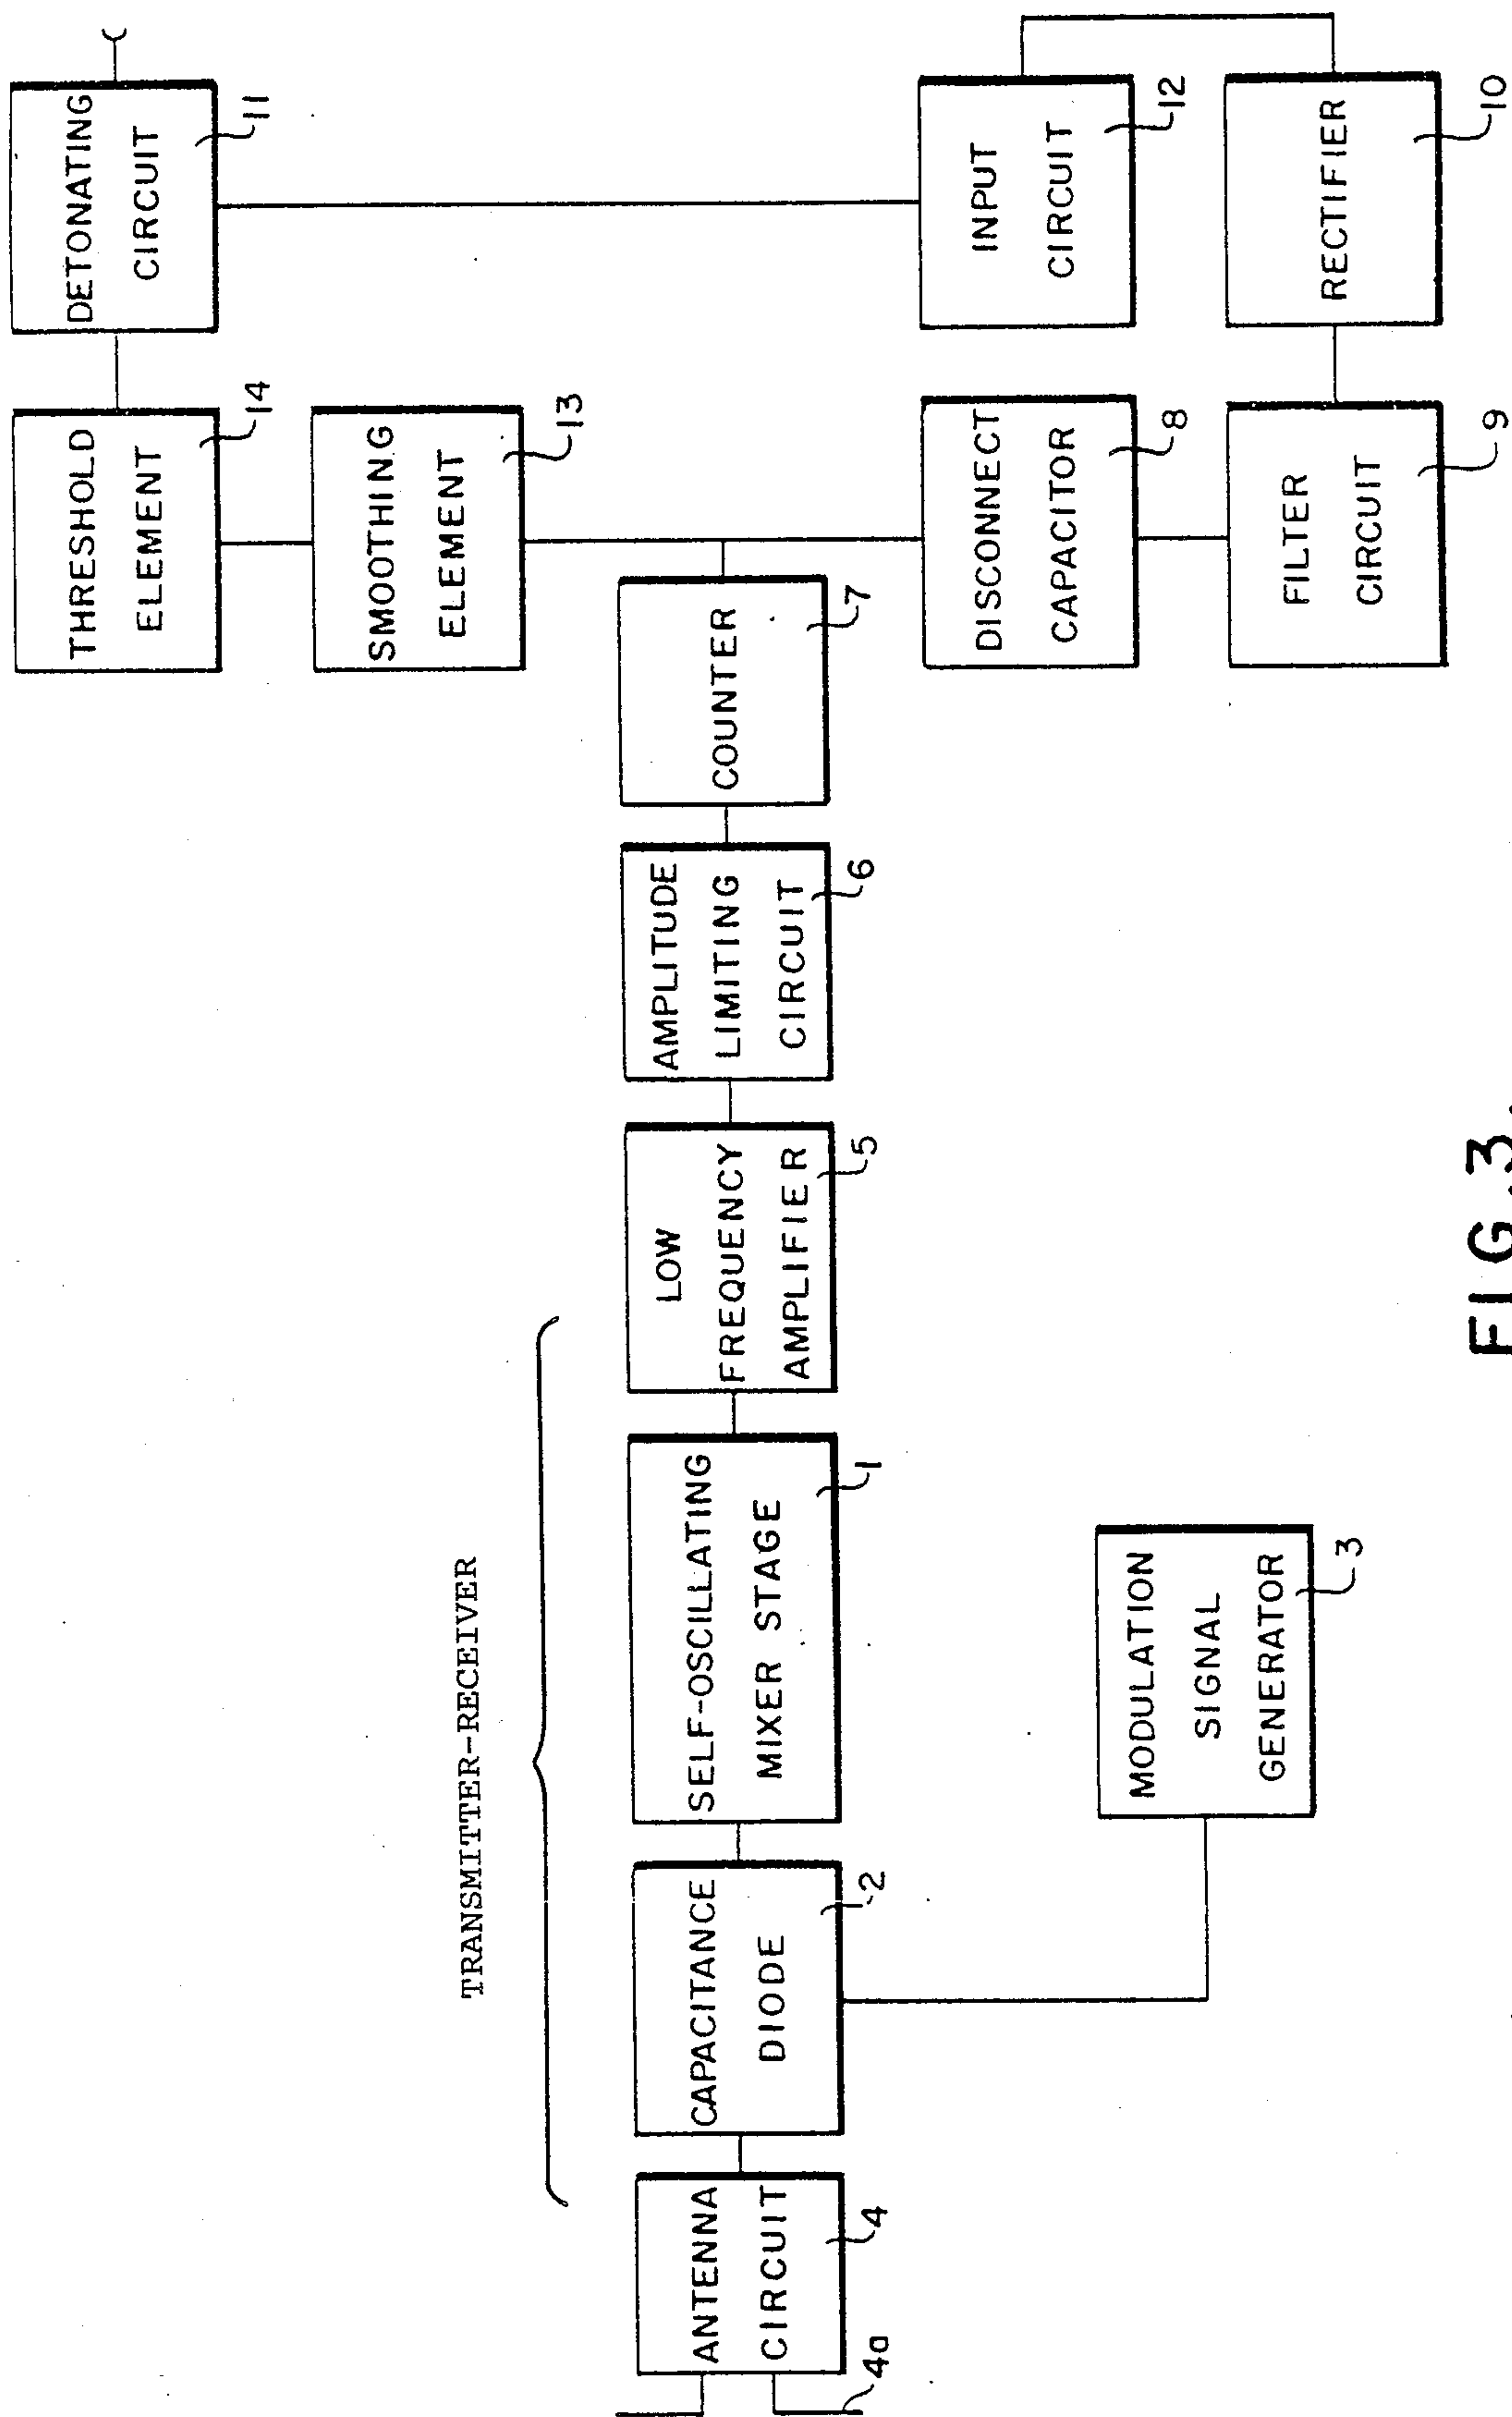 TRANSMITTER-RECEIVER
ANTENNA
CIRCUIT
4
4a
CAPACITANCE
DIODE
2
SELF-OSCILLATING
MIXER STAGE
1
LOW
FREQUENCY
AMPLIFIER
5
AMPLITUDE
LIMITING
CIRCUIT
6
COUNTER
7
MODULATION
SIGNAL
GENERATOR
3
THRESHOLD
ELEMENT
14
DETONATING
CIRCUIT
11
SMOOTHING
ELEMENT
13
DISCONNECT
CAPACITOR
8
INPUT
CIRCUIT
12
FILTER
CIRCUIT
9
RECTIFIER
10
FIG.3.